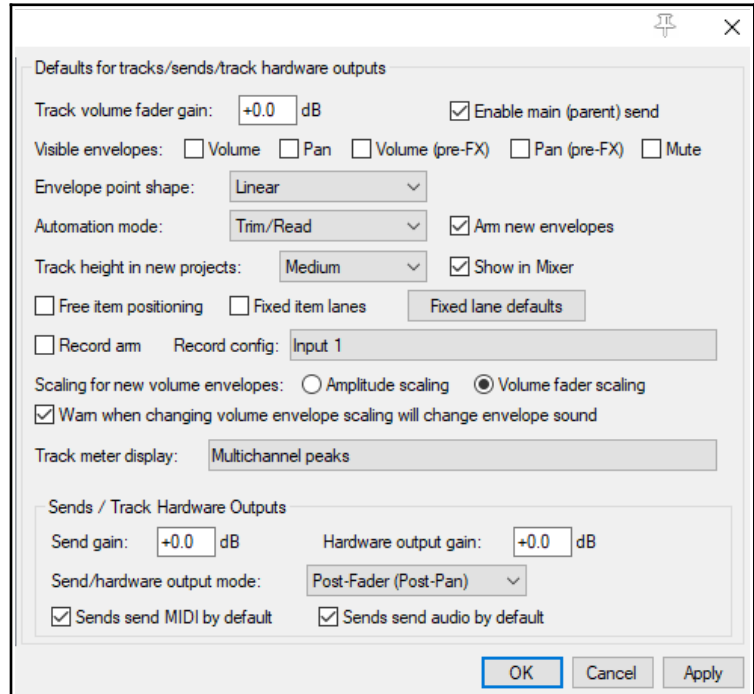 Defaults for tracks/sends/track hardware outputs
Track volume fader gain: +0.0 dB Enable main (parent) send
Visible envelopes: Volume Pan Volume (pre-FX) Pan (pre-FX) Mute
Envelope point shape: Linear
Automation mode: Trim/Read Arm new envelopes
Track height in new projects: Medium Show in Mixer
Free item positioning Fixed item lanes Fixed lane defaults
Record arm Record config: Input 1
Scaling for new volume envelopes: Amplitude scaling Volume fader scaling
Warn when changing volume envelope scaling will change envelope sound
Track meter display: Multichannel peaks
Sends / Track Hardware Outputs
Send gain: +0.0 dB Hardware output gain: +0.0 dB
Send/hardware output mode: Post-Fader (Post-Pan)
Sends send MIDI by default Sends send audio by default
OK Cancel Apply